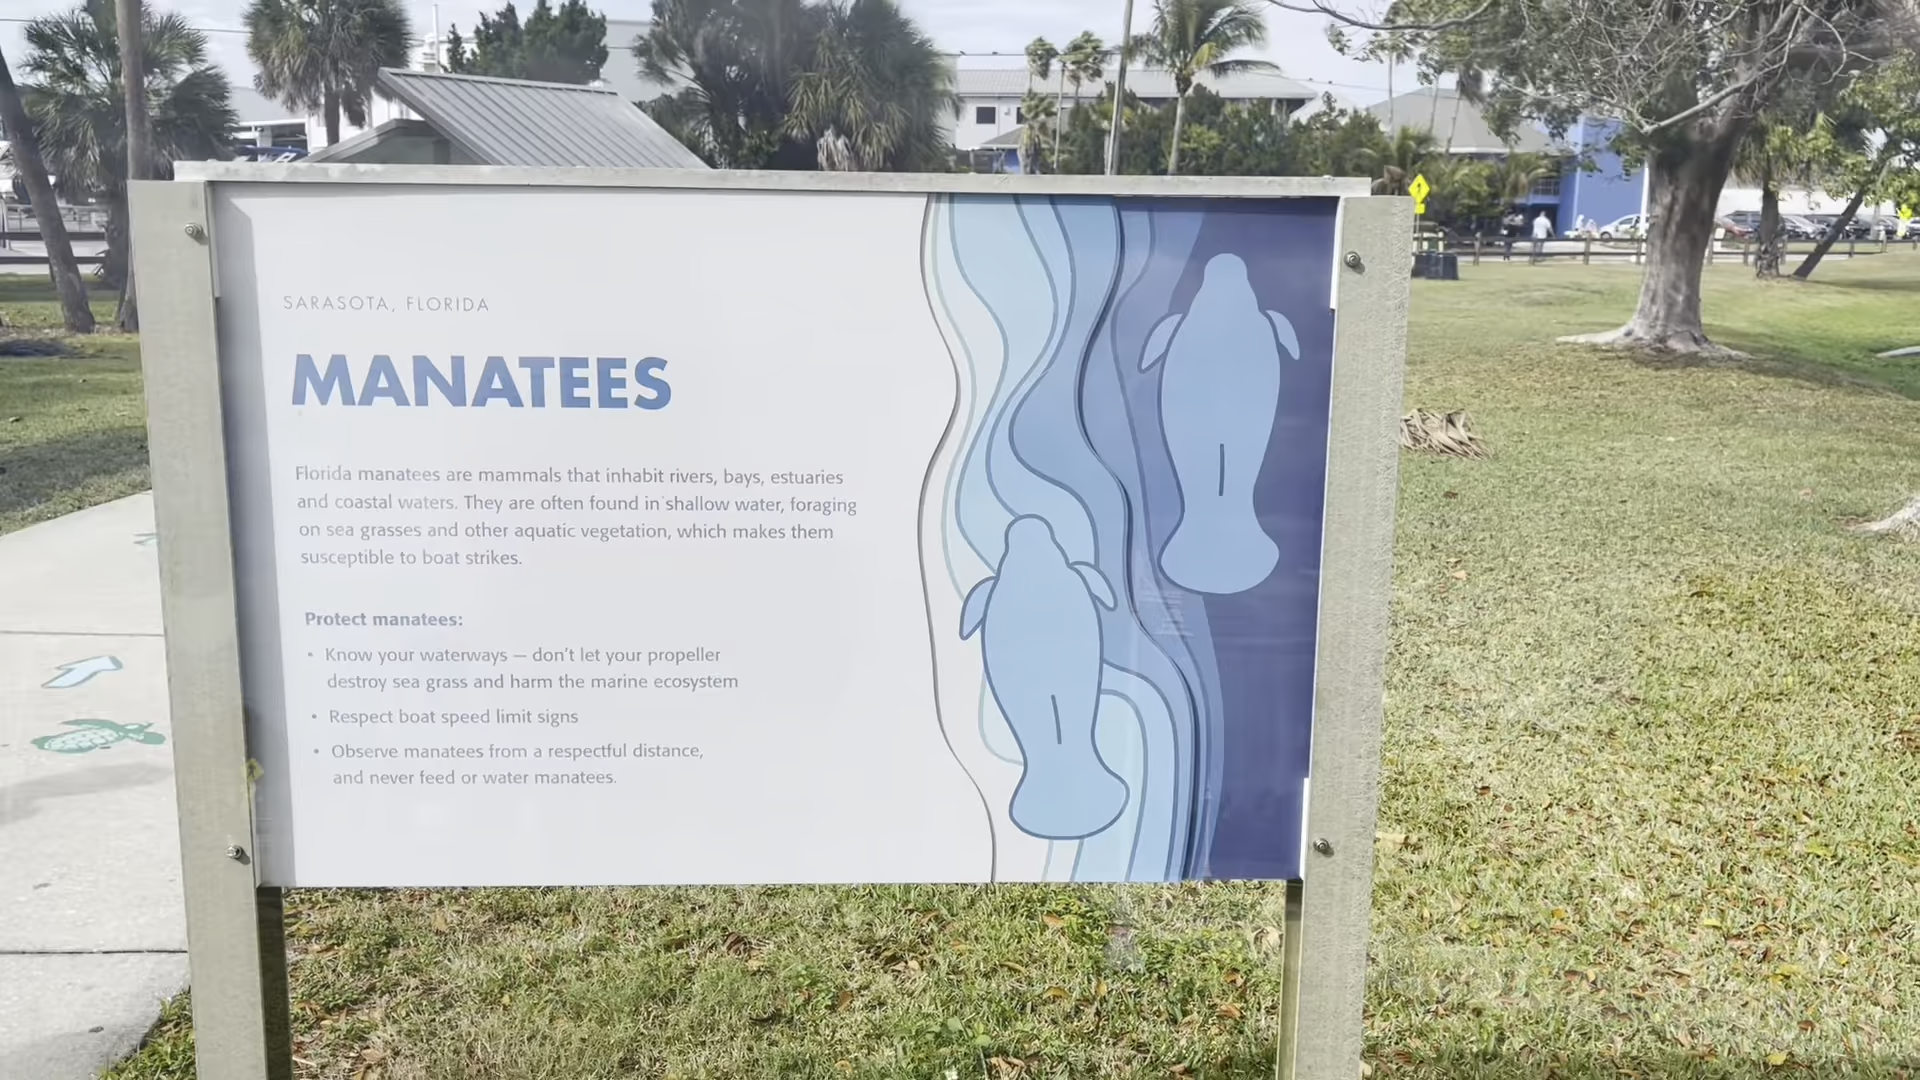 SARASOTA, FLORIDA
MANATEES
Florida manatees are mammals that inhabit rivers, bays, estuaries
and coastal waters. They are often found in shallow water, foraging
on sea grasses and other aquatic vegetation, which makes them
susceptible to boat strikes.
Protect manatees:
• Know your waterways — don't let your propeller
destroy sea grass and harm the marine ecosystem
• Respect boat speed limit signs
• Observe manatees from a respectful distance,
and never feed or water manatees.